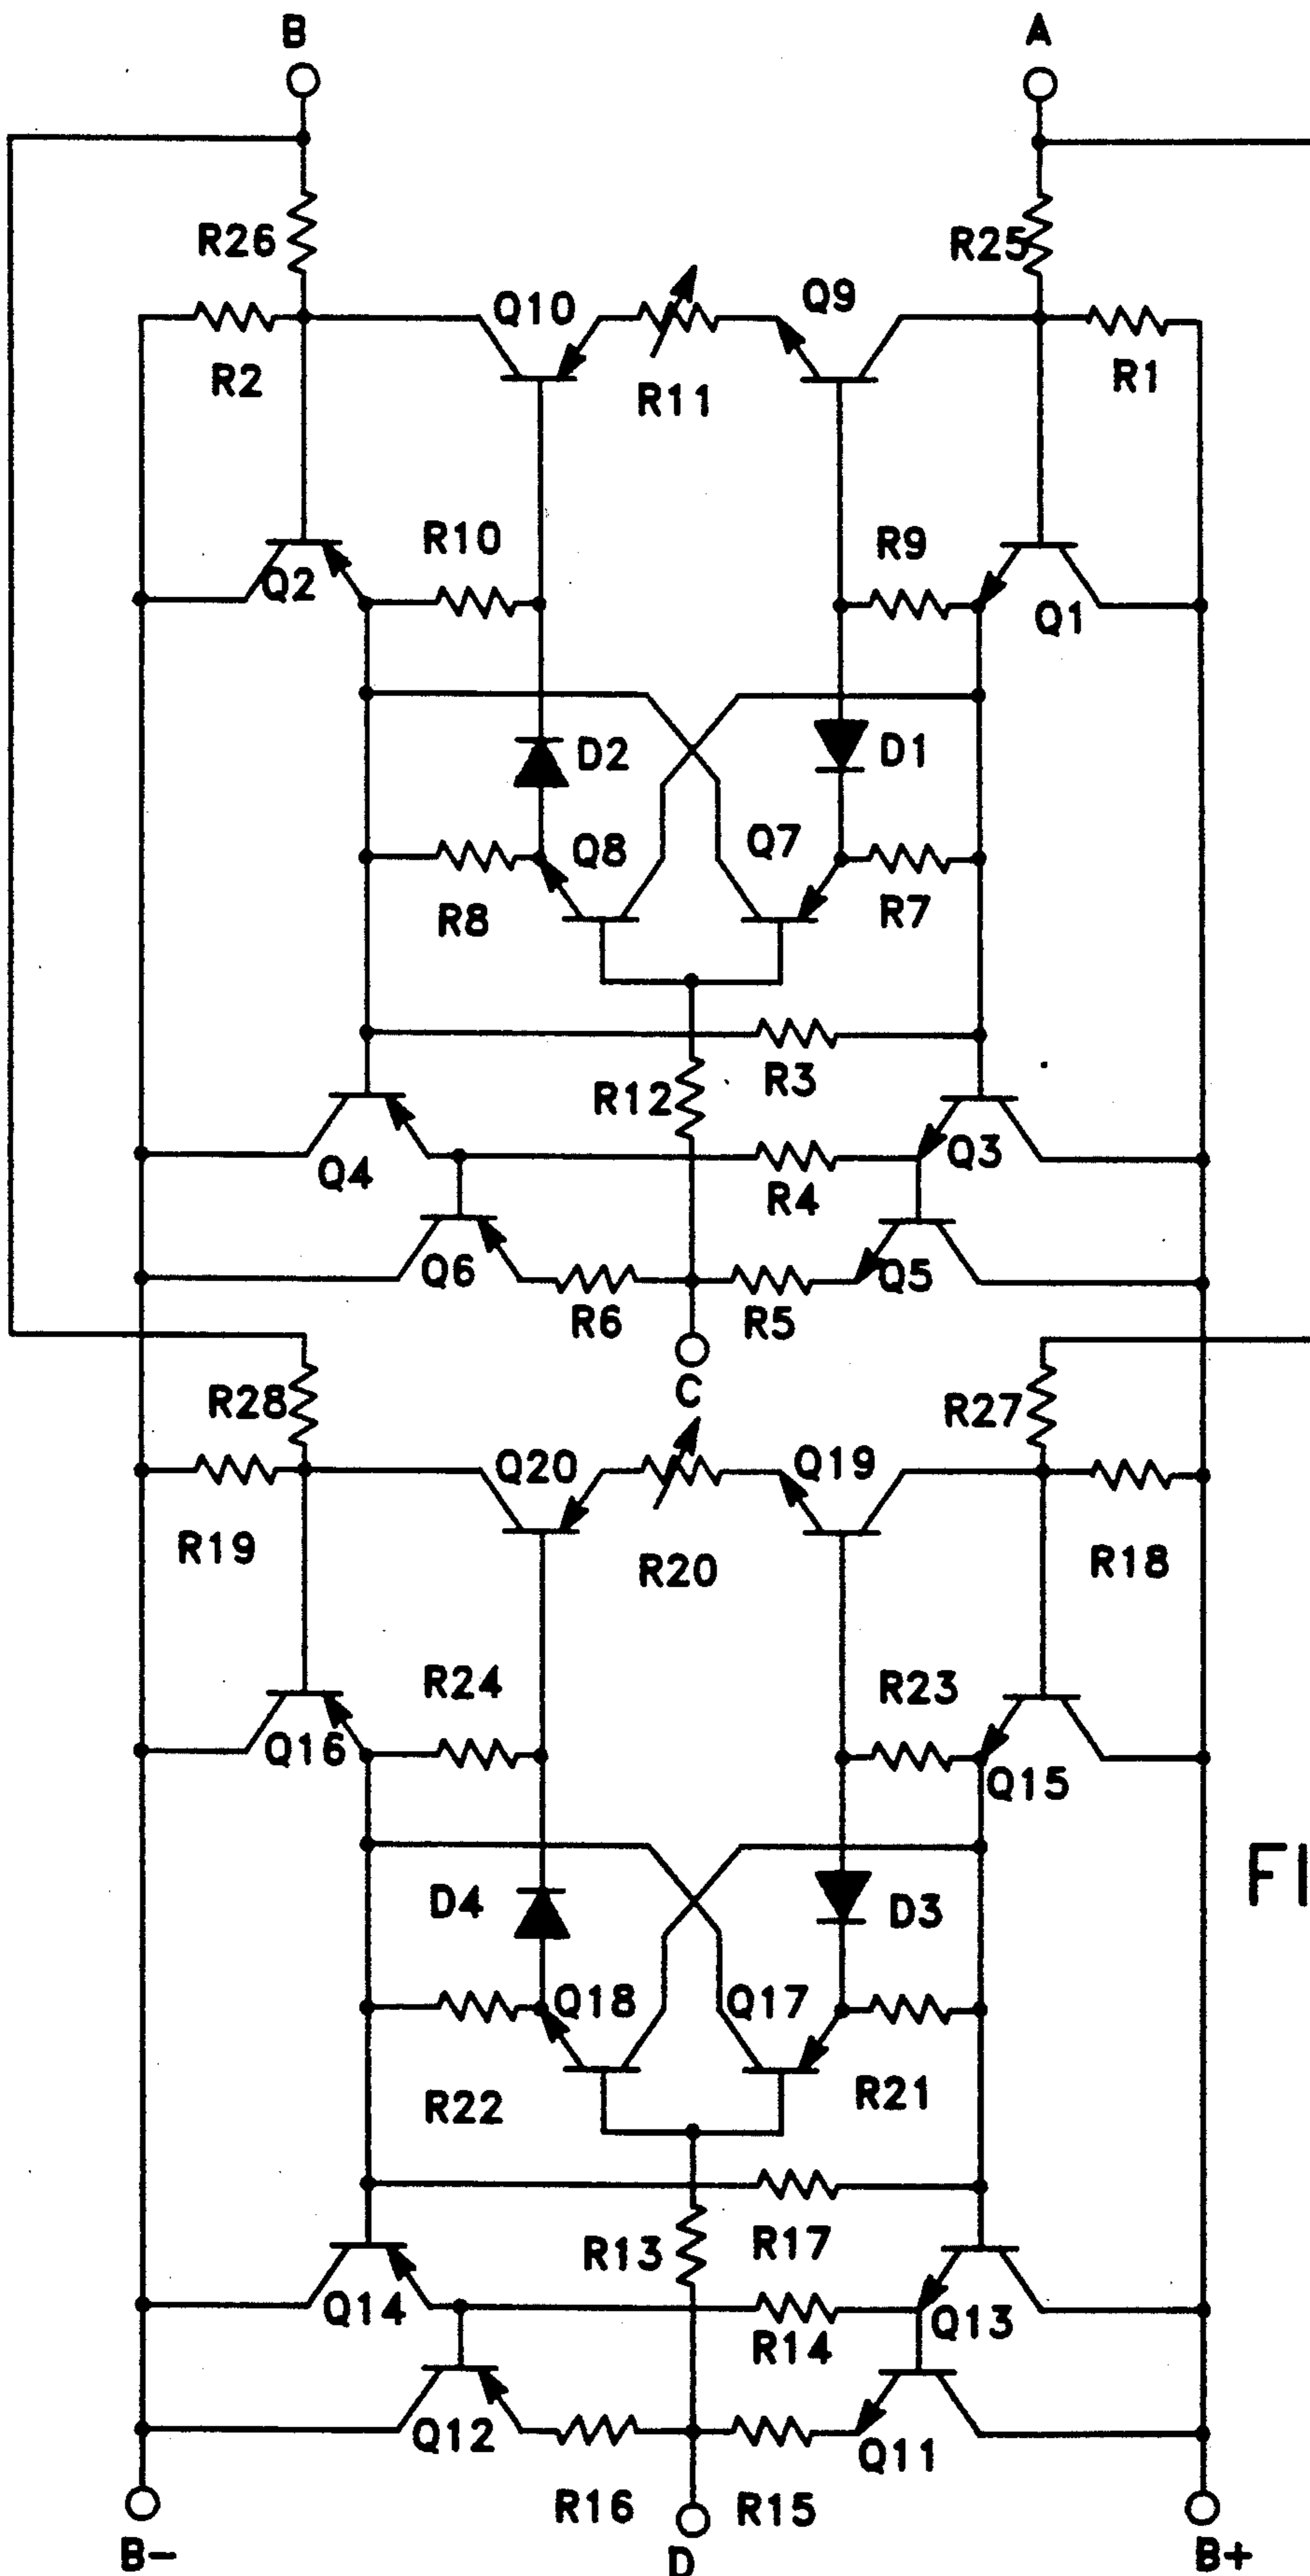 B A
R26 R25
Q10 Q9
R2 R11 R1
R10 R9
Q2 Q1
D2 D1
Q8 Q7
R8 R7
R12 R3
Q4 R4 Q3
Q6 R6 R5 Q5
C
R28 R27
Q20 Q19
R19 R20 R18
R24 R23
Q16 Q15
D4 D3
FI
Q18 Q17
R22 R21
R13 R17
Q14 R14 Q13
Q12 R16 R15 Q11
B- D B+